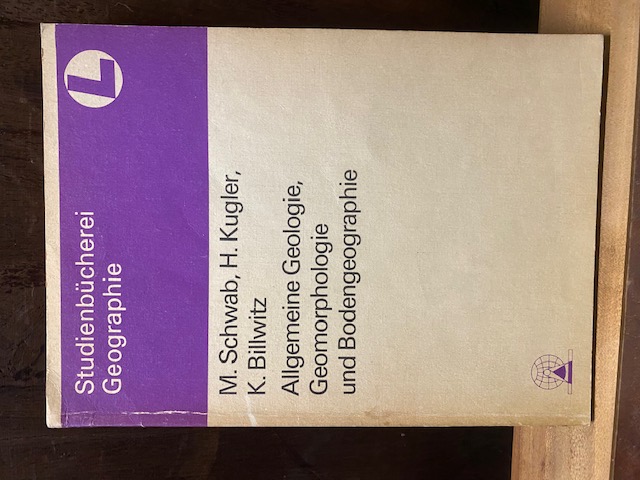 Studienbücherei
Geographie
L
M. Schwab, H. Kugler,
K. Billwitz
Allgemeine Geologie,
Geomorphologie
und Bodengeographie